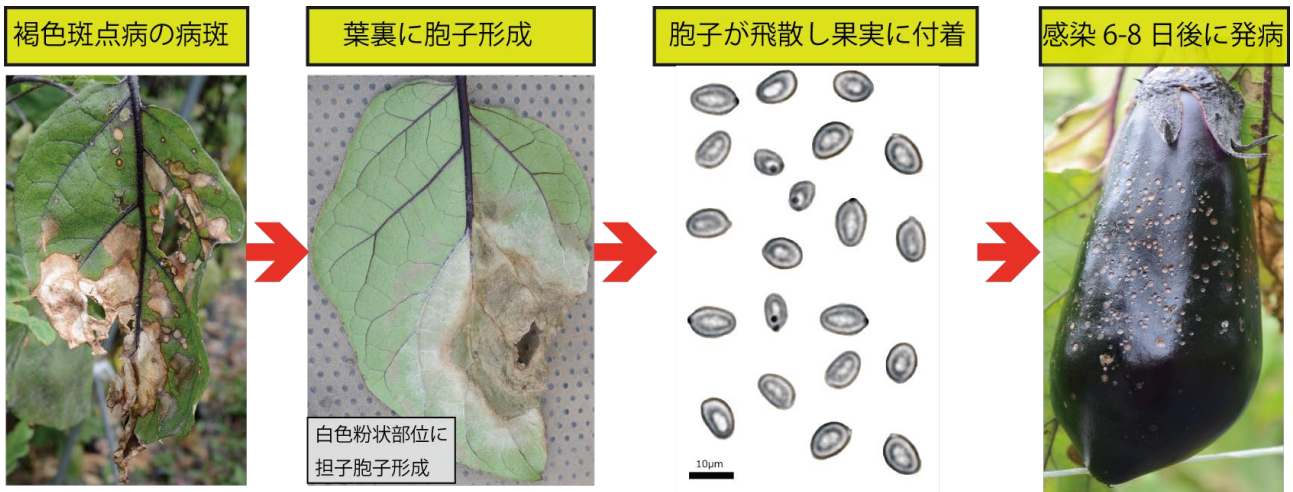 褐色斑点病の病斑
葉裏に胞子形成
胞子が飛散し果実に付着
感染 6-8 日後に発病
白色粉状部位に
担子胞子形成
10μm